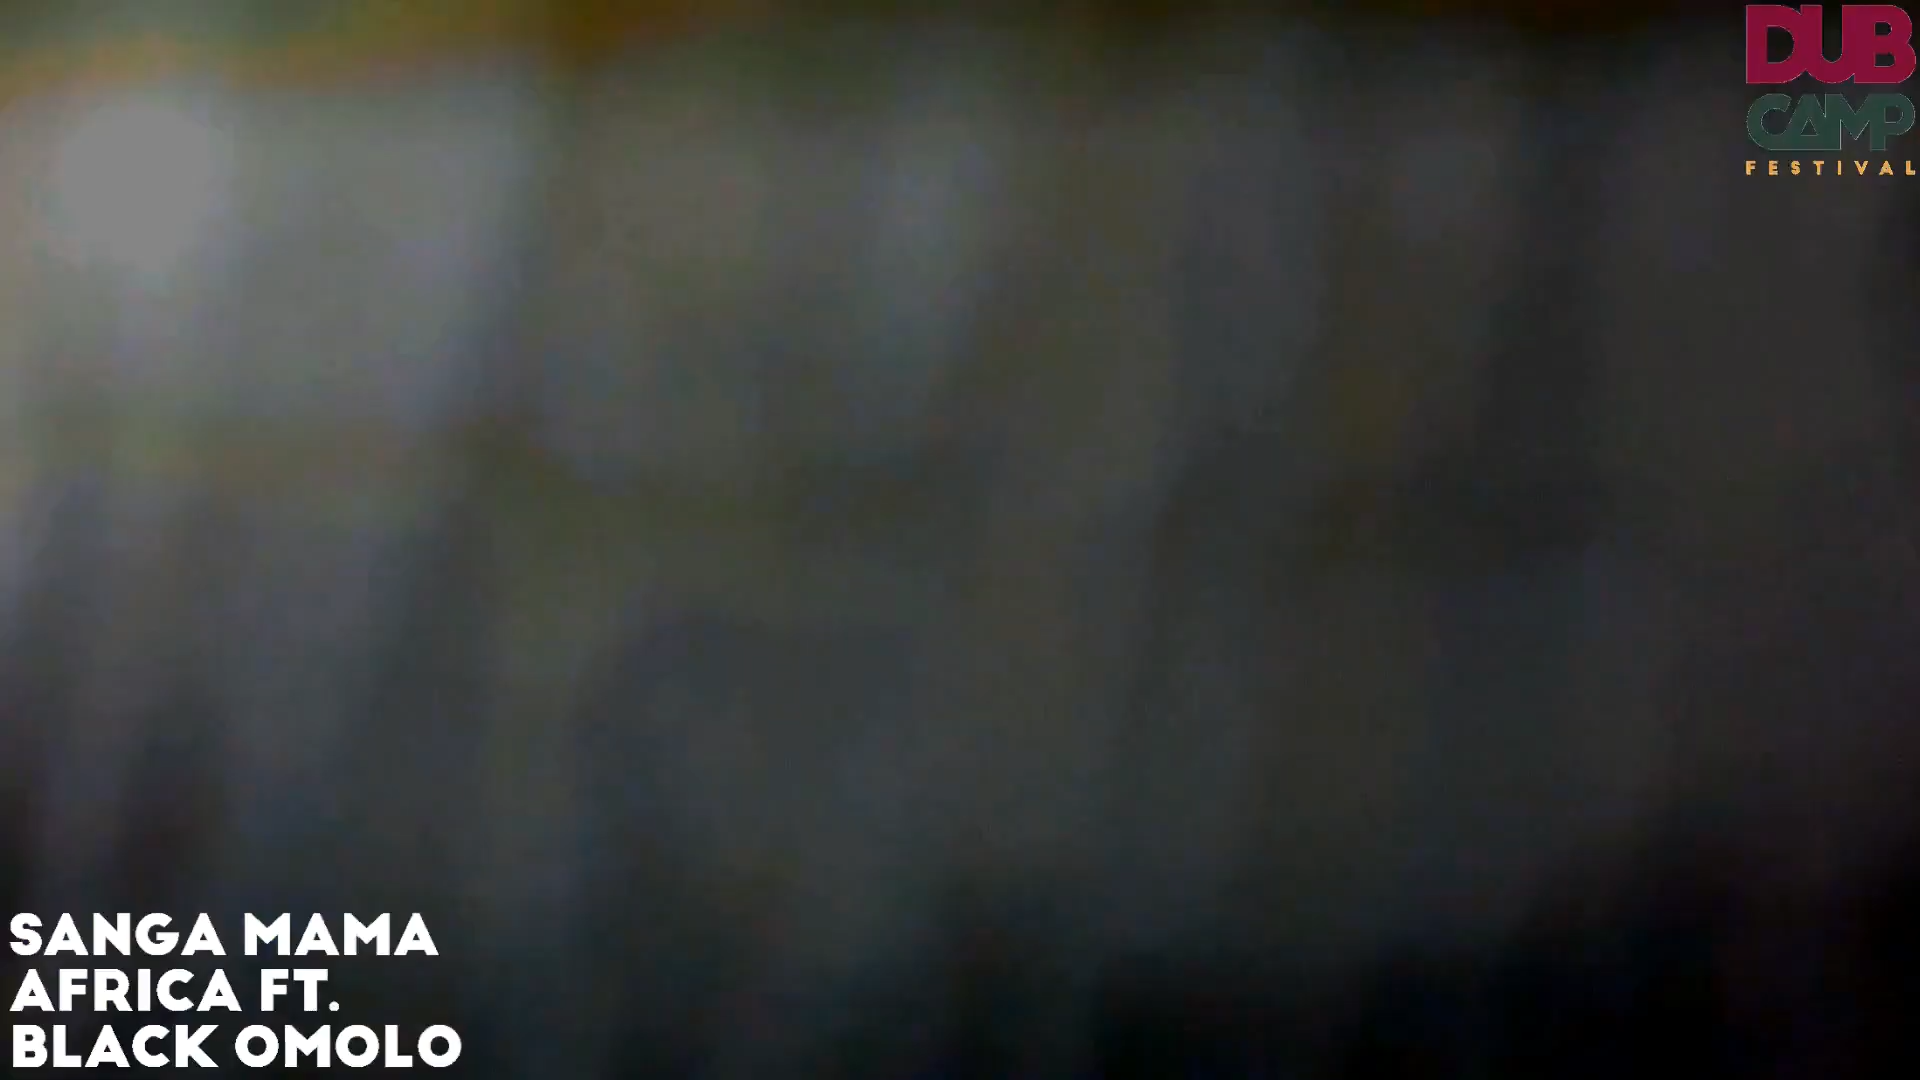 DUB
CAMP
FESTIVAL
SANGA MAMA
AFRICA FT.
BLACK OMOLO